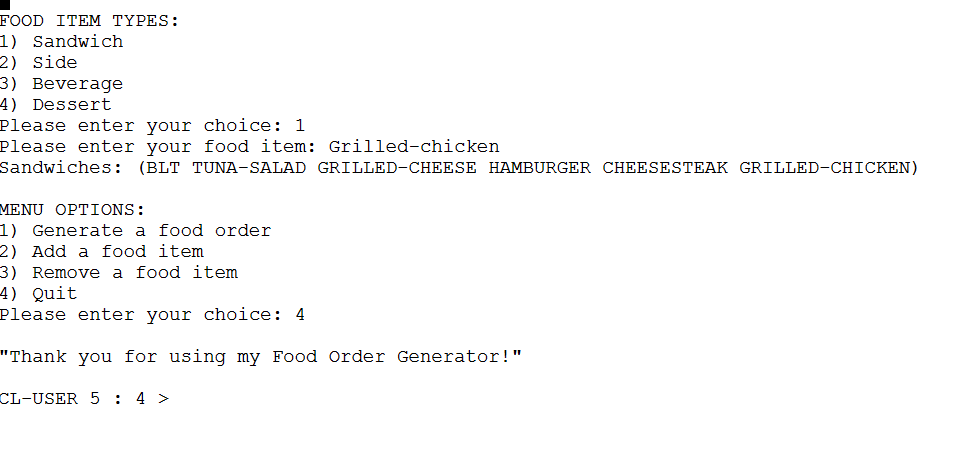 FOOD ITEM TYPES:
1) Sandwich
2) Side
3) Beverage
4) Dessert
Please enter your choice: 1
Please enter your food item: Grilled-chicken
Sandwiches: (BLT TUNA-SALAD GRILLED-CHEESE HAMBURGER CHEESESTEAK GRILLED-CHICKEN)
MENU OPTIONS:
1) Generate a food order
2) Add a food item
3) Remove a food item
4) Quit
Please enter your choice: 4
"Thank you for using my Food Order Generator!"
CL-USER 5 : 4 >